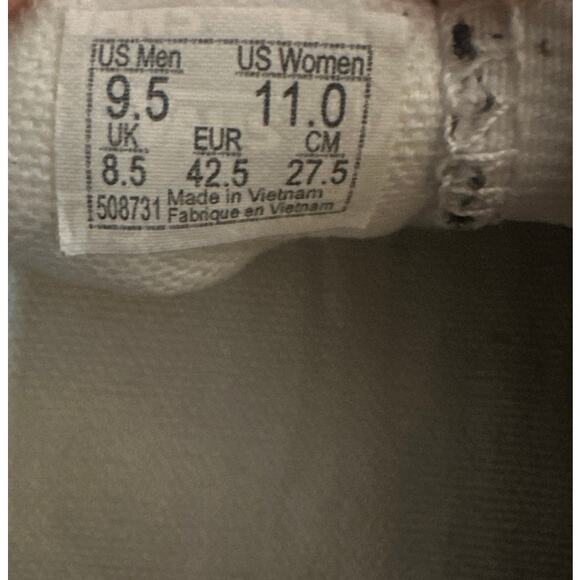 US Men US Women
9.5 11.0
UK EUR CM
8.5 42.5 27.5
508731 Made in Vietnam
Fabrique en Vietnam